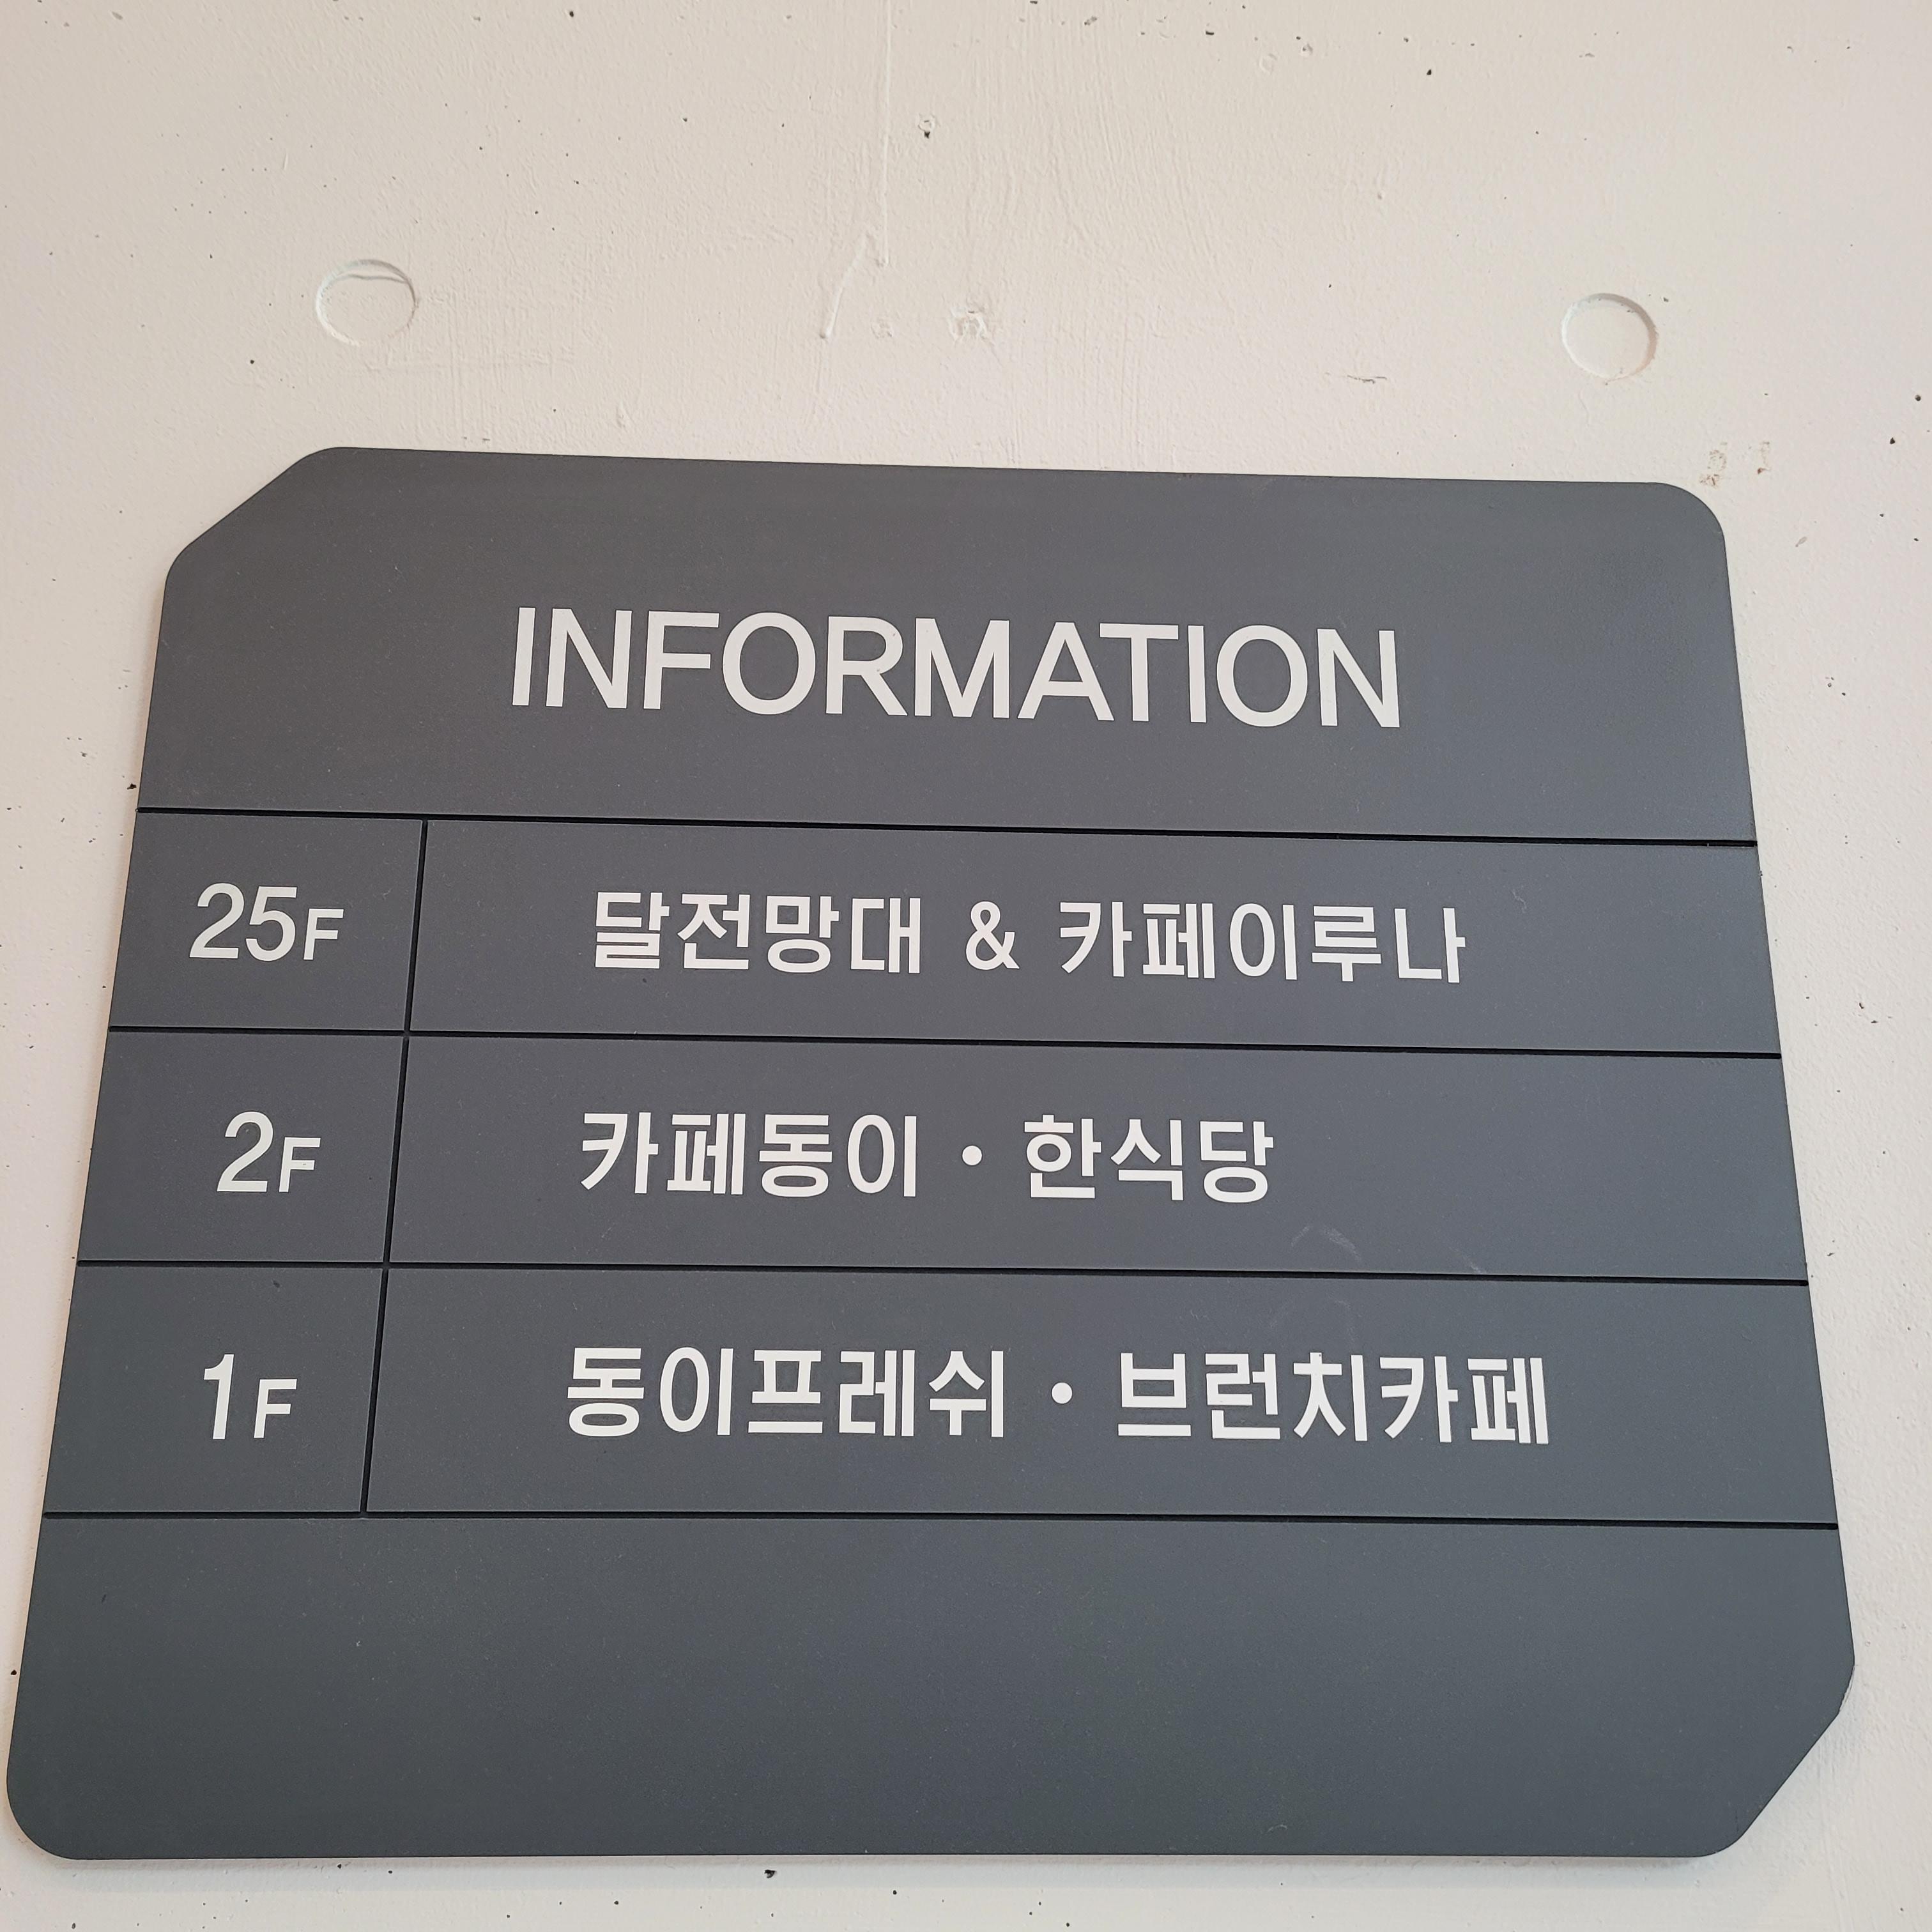 INFORMATION
25F 달전망대 & 카페이루나
2F 카페동이 • 한식당
1F 동이프레쉬 • 브런치카페